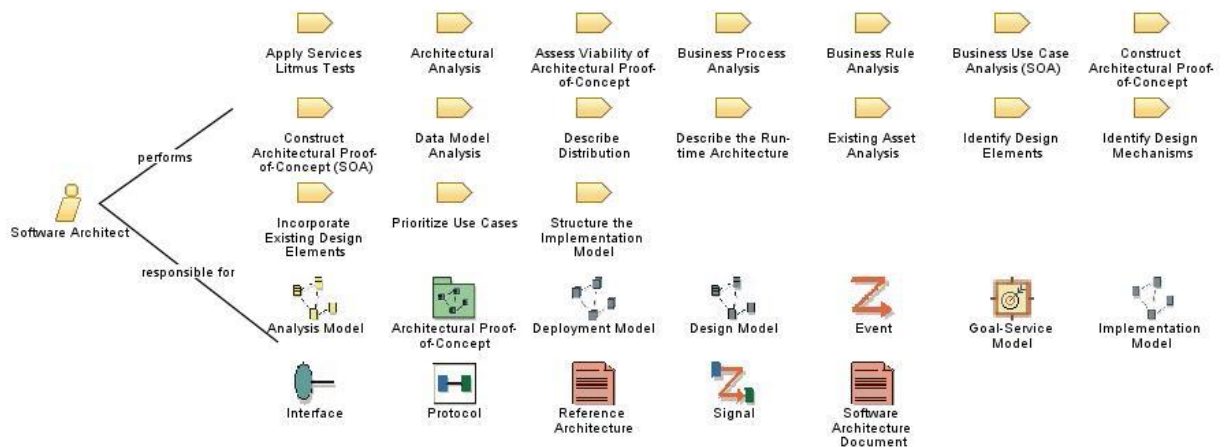 Apply Services
Litmus Tests
Architectural
Analysis
Assess Viability of
Architectural Proof-
of-Concept
Business Process
Analysis
Business Rule
Analysis
Business Use Case
Analysis (SOA)
Construct
Architectural Proof-
of-Concept
Construct
Architectural Proof-
of-Concept (SOA)
Data Model
Analysis
Describe
Distribution
Describe the Run-
time Architecture
Existing Asset
Analysis
Identify Design
Elements
Identify Design
Mechanisms
performs
Software Architect
Incorporate
Existing Design
Elements
Prioritize Use Cases
Structure the
Implementation
Model
responsible for
Analysis Model
Architectural Proof-
of-Concept
Deployment Model
Design Model
Event
Goal-Service
Model
Implementation
Model
Interface
Protocol
Reference
Architecture
Signal
Software
Architecture
Document